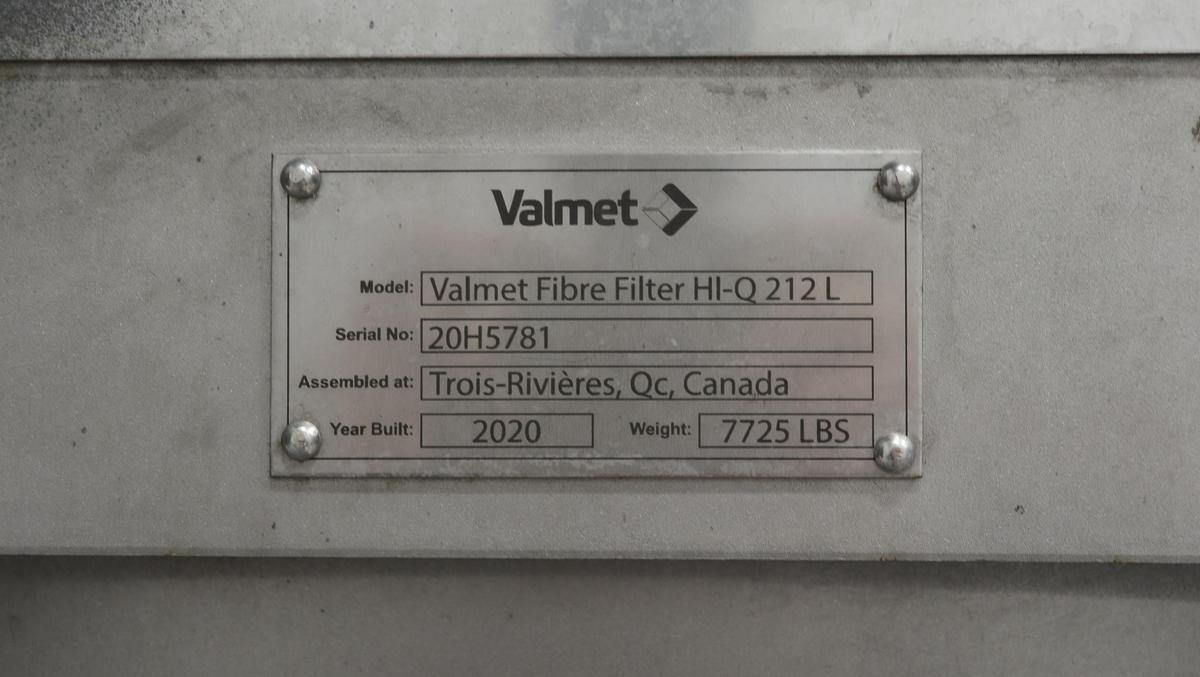 Valmet
Model: Valmet Fibre Filter HI-Q 212 L
Serial No: 20H5781
Assembled at: Trois-Rivières, Qc, Canada
Year Built: 2020 Weight: 7725 LBS